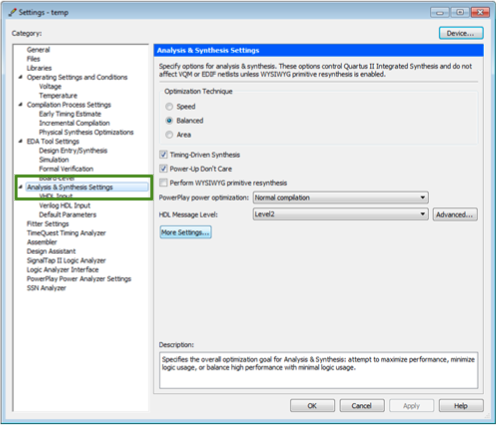 Settings - temp
Category:
Device...
General
Files
Libraries
Operating Settings and Conditions
Voltage
Temperature
Compilation Process Settings
Early Timing Estimate
Incremental Compilation
Physical Synthesis Optimizations
EDA Tool Settings
Design Entry/Synthesis
Simulation
Formal Verification
Board-Level
Analysis & Synthesis Settings
VHDL Input
Verilog HDL Input
Default Parameters
Fitter Settings
TimeQuest Timing Analyzer
Assembler
Design Assistant
SignalTap II Logic Analyzer
Logic Analyzer Interface
PowerPlay Power Analyzer Settings
SSN Analyzer
Analysis & Synthesis Settings
Specify options for analysis & synthesis. These options control Quartus II Integrated Synthesis and do not
affect VQM or EDIF netlists unless WYSIWYG primitive resynthesis is enabled.
Optimization Technique
Speed
Balanced
Area
Timing-Driven Synthesis
Power-Up Don't Care
Perform WYSIWYG primitive resynthesis
PowerPlay power optimization: Normal compilation
HDL Message Level: Level2 Advanced...
More Settings...
Description:
Specifies the overall optimization goal for Analysis & Synthesis: attempt to maximize performance, minimize
logic usage, or balance high performance with minimal logic usage.
OK Cancel Apply Help